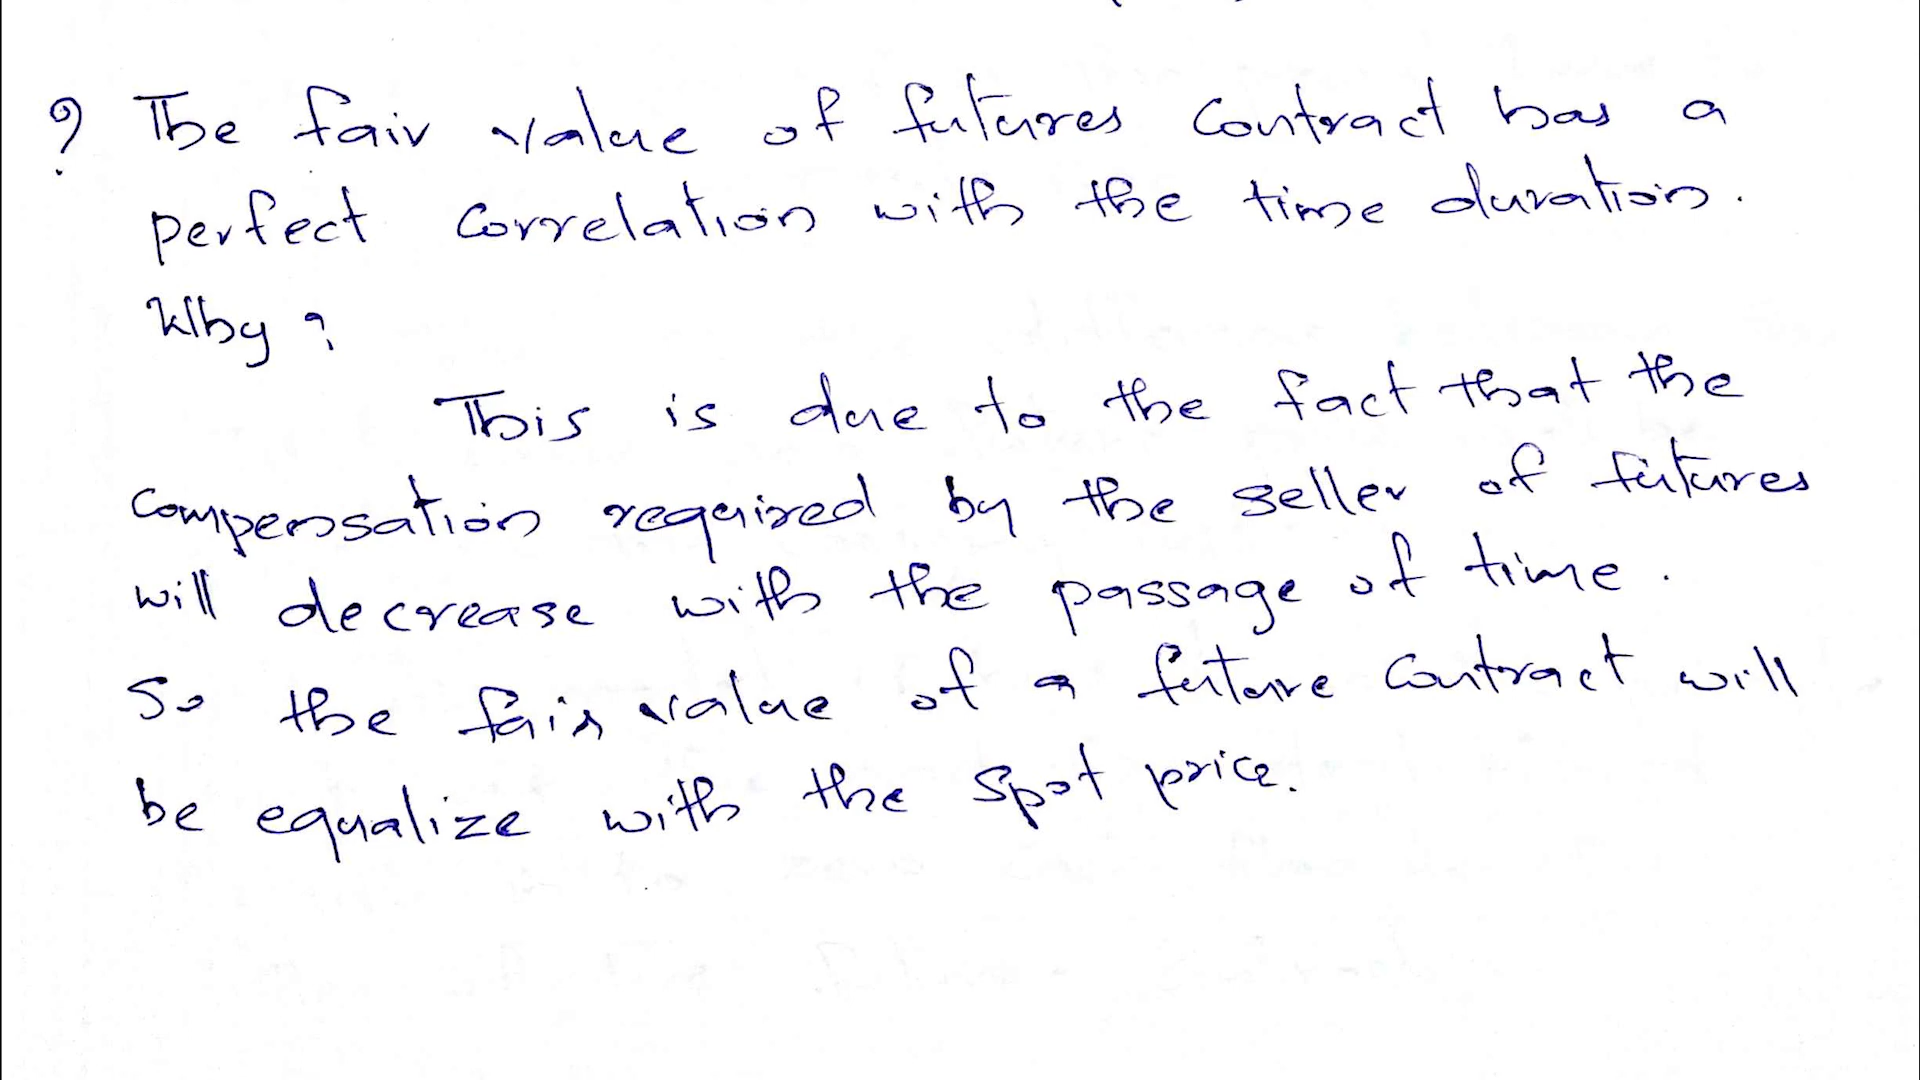 ? The fair value of futures contract has a
perfect correlation with the time duration.
Why?
This is due to the fact that the
compensation required by the seller of futures
will decrease with the passage of time.
So the fair value of a future contract will
be equalize with the spot price.